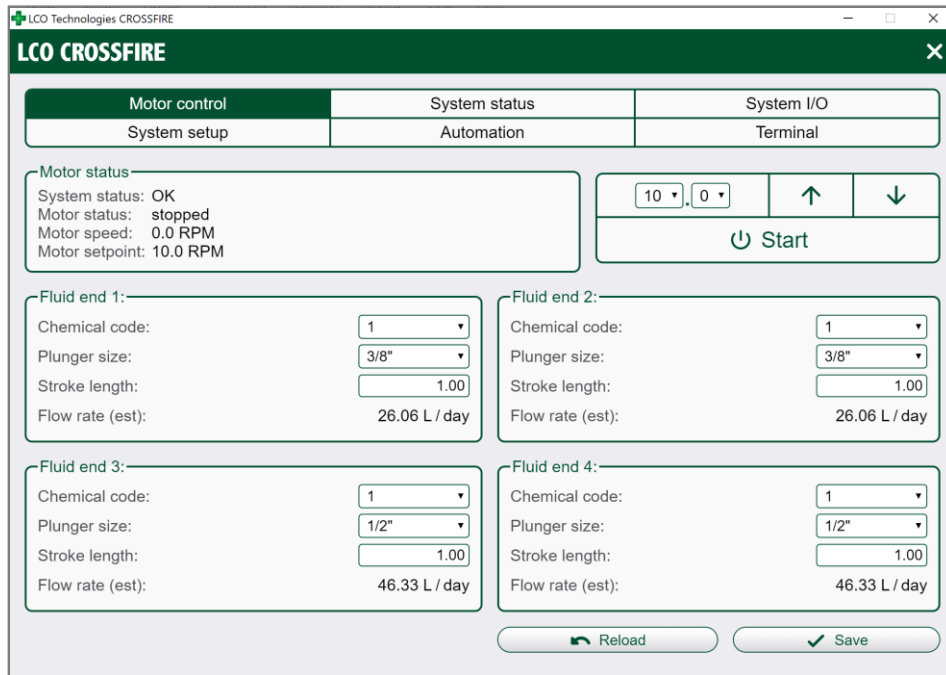 LCO Technologies CROSSFIRE
LCO CROSSFIRE
Motor control
System status
System I/O
System setup
Automation
Terminal
Motor status
System status: OK
Motor status: stopped
Motor speed: 0.0 RPM
Motor setpoint: 10.0 RPM
10 . 0
Start
Fluid end 1:
Chemical code: 1
Plunger size: 3/8"
Stroke length: 1.00
Flow rate (est): 26.06 L / day
Fluid end 2:
Chemical code: 1
Plunger size: 3/8"
Stroke length: 1.00
Flow rate (est): 26.06 L / day
Fluid end 3:
Chemical code: 1
Plunger size: 1/2"
Stroke length: 1.00
Flow rate (est): 46.33 L / day
Fluid end 4:
Chemical code: 1
Plunger size: 1/2"
Stroke length: 1.00
Flow rate (est): 46.33 L / day
Reload
Save